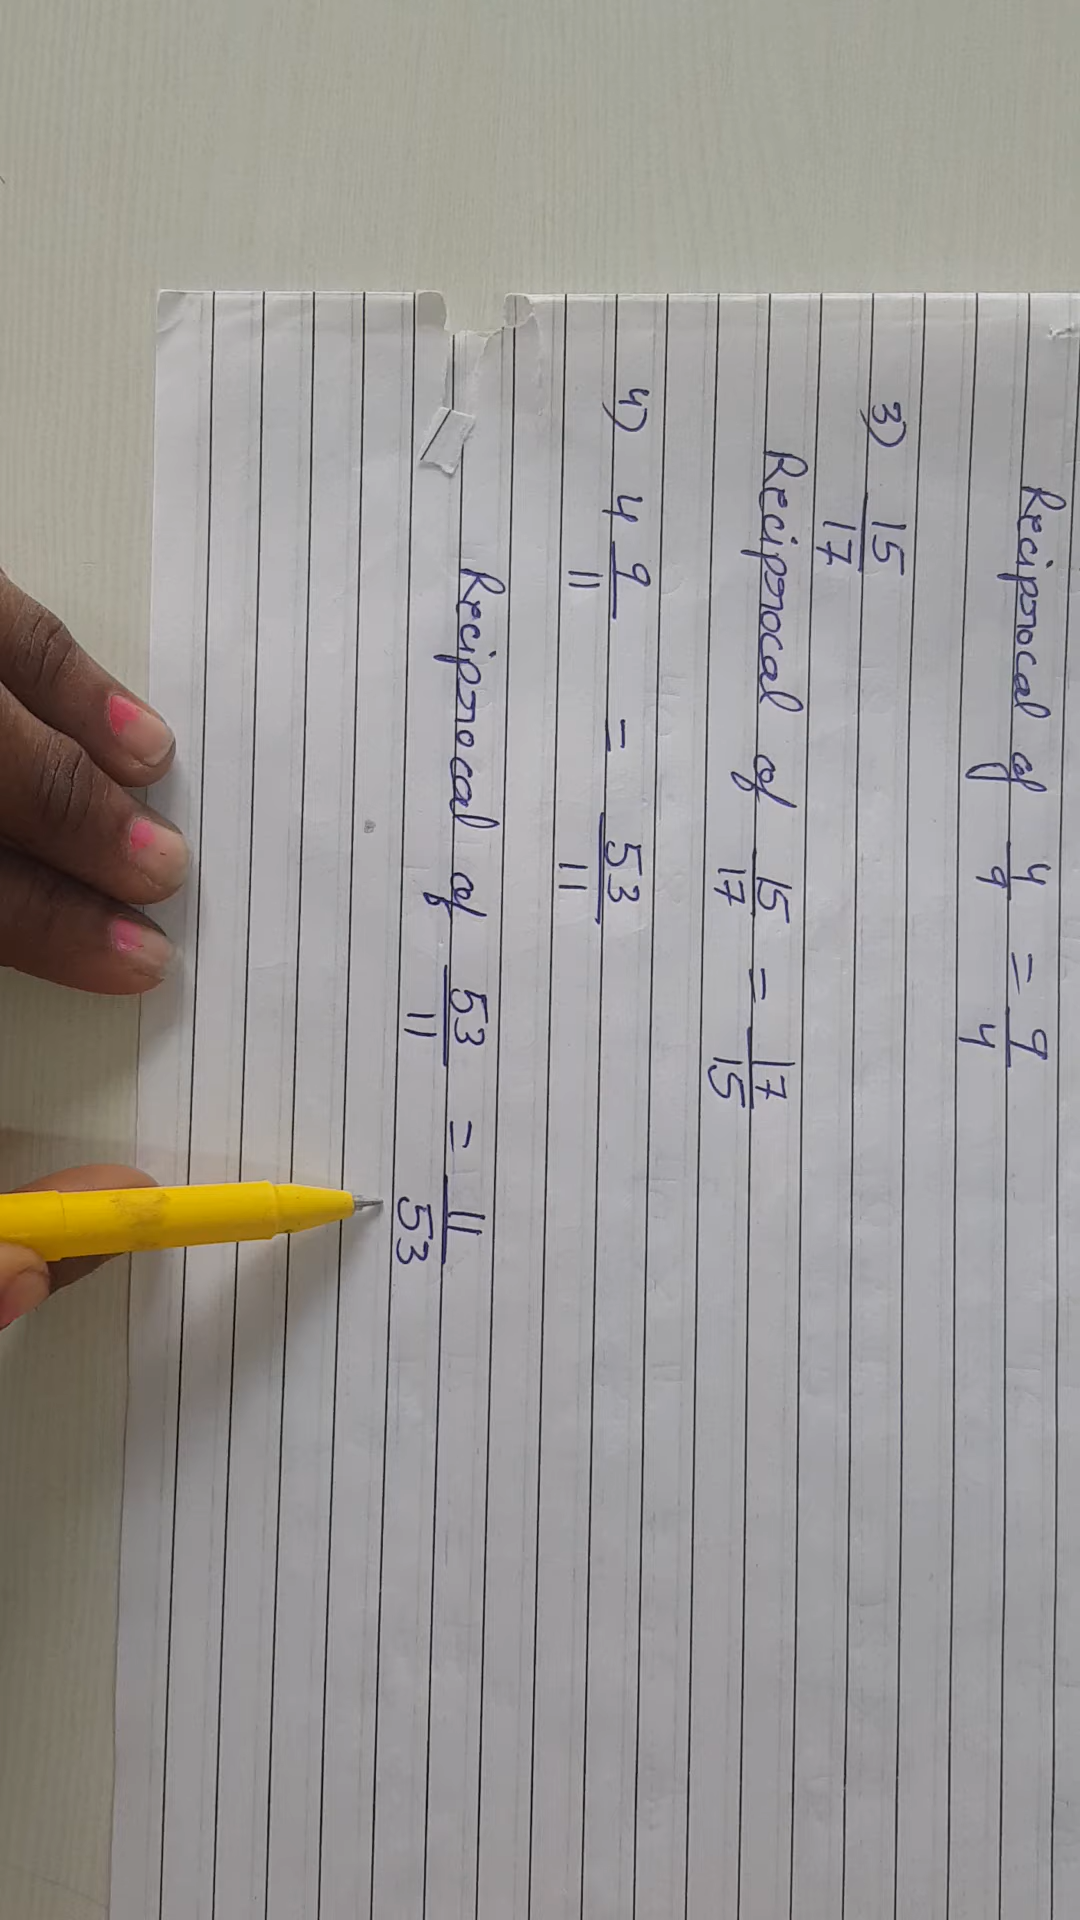 Reciprocal of 4/9 = 9/4
3) 15/17
Reciprocal of 15/17 = 17/15
4) 4 9/11 = 53/11
Reciprocal of 53/11 = 11/53